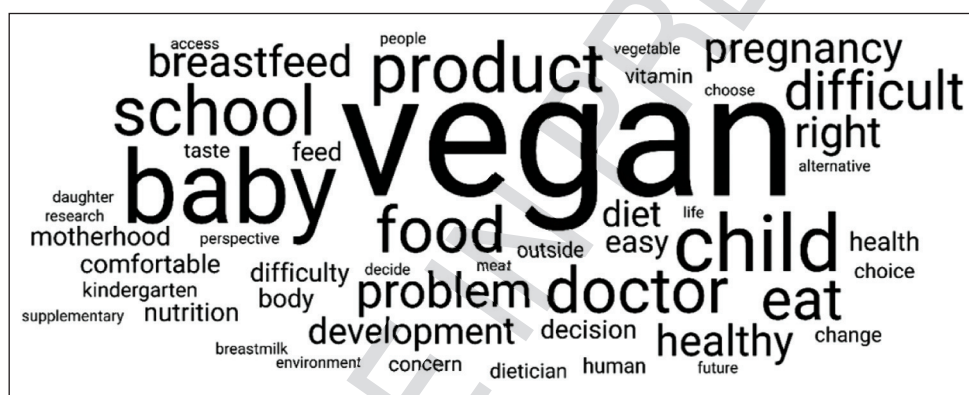 access people vegetable pregnancy
breastfeed product vitamin difficult
school vegan choose right
taste feed alternative
baby
daughter food diet life child health
research outside easy choice
motherhood perspective meat
comfortable difficulty decide doctor eat
kindergarten body problem
supplementary nutrition development decision healthy change
breastmilk
environment concern dietician human future